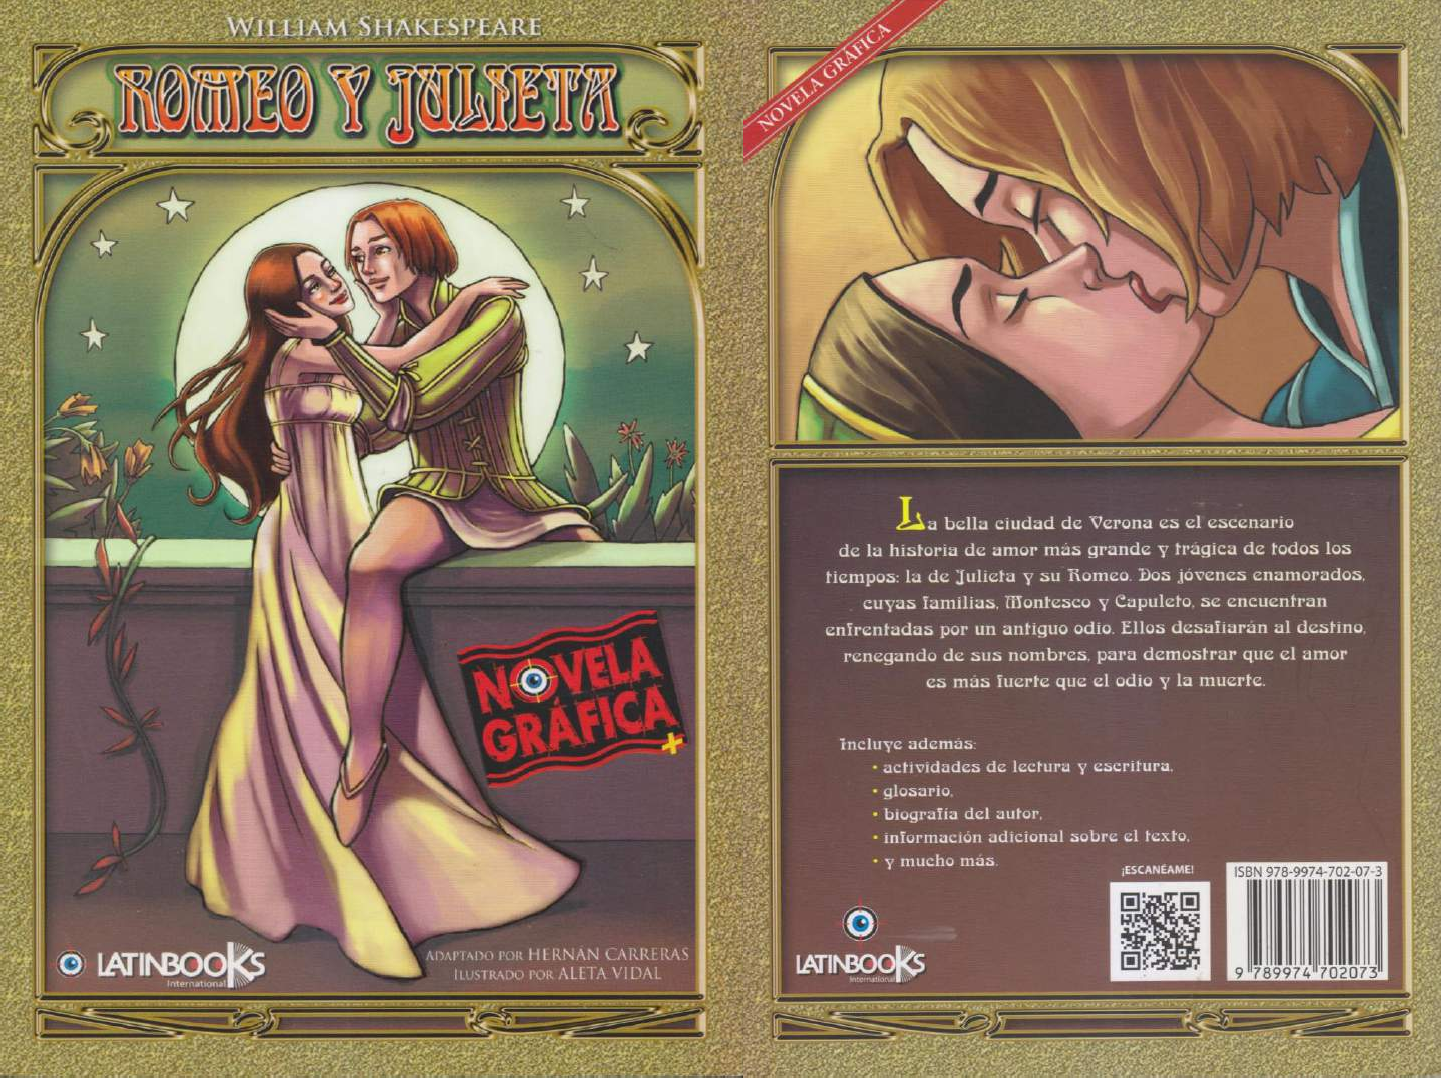 WILLIAM SHAKESPEARE
ROMEO Y JULIETA
NOVELA
GRÁFICA
+
LATINBOOKS
International
ADAPTADO POR HERNÁN CARRERAS
ILUSTRADO POR ALETA VIDAL
NOVELA GRÁFICA
La bella ciudad de Verona es el escenario
de la historia de amor más grande y trágica de todos los
tiempos: la de Julieta y su Romeo. Dos jóvenes enamorados,
cuyas familias, Montesco y Capuleto, se encuentran
enfrentadas por un antiguo odio. Ellos desafiarán al destino,
renegando de sus nombres, para demostrar que el amor
es más fuerte que el odio y la muerte.
Incluye además:
• actividades de lectura y escritura,
• glosario,
• biografía del autor,
• información adicional sobre el texto,
• y mucho más.
¡ESCANÉAME!
ISBN 978-9974-702-07-3
9 789974 702073
LATINBOOKS
International